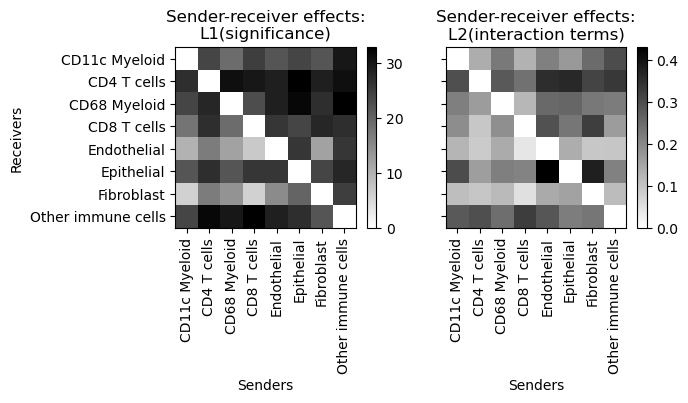 Sender-receiver effects:
L1(significance)
Sender-receiver effects:
L2(interaction terms)
Receivers
CD11c Myeloid
CD4 T cells
CD68 Myeloid
CD8 T cells
Endothelial
Epithelial
Fibroblast
Other immune cells
30
20
10
0
0.4
0.3
0.2
0.1
0.0
CD11c Myeloid
CD4 T cells
CD68 Myeloid
CD8 T cells
Endothelial
Epithelial
Fibroblast
Other immune cells
CD11c Myeloid
CD4 T cells
CD68 Myeloid
CD8 T cells
Endothelial
Epithelial
Fibroblast
Other immune cells
Senders
Senders